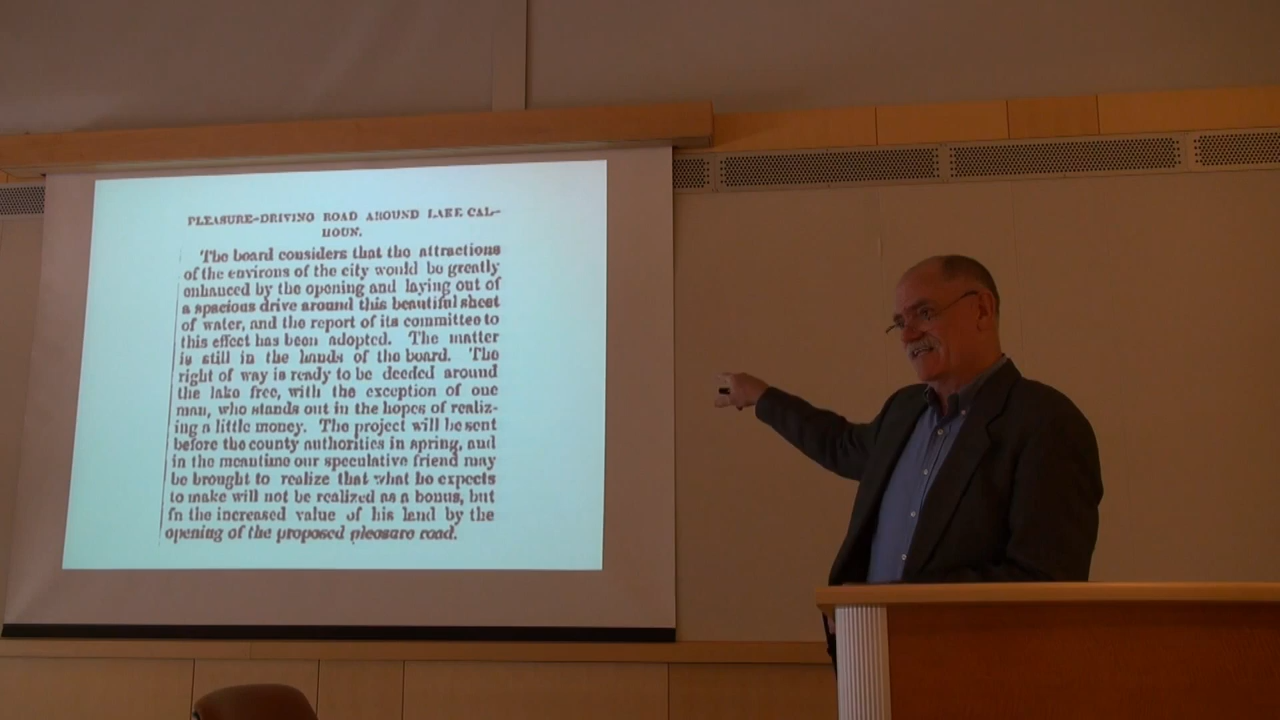 PLEASURE-DRIVING ROAD AROUND LAKE CAL-
HOUN.
The board considers that the attractions
of the environs of the city would be greatly
enhanced by the opening and laying out of
a spacious drive around this beautiful sheet
of water, and the report of its committee to
this effect has been adopted. The matter
is still in the hands of the board. The
right of way is ready to be deeded around
the lake free, with the exception of one
man, who stands out in the hopes of realiz-
ing a little money. The project will be sent
before the county authorities in spring, and
in the meantime our speculative friend may
be brought to realize that what he expects
to make will not be realized as a bonus, but
in the increased value of his land by the
opening of the proposed pleasure road.